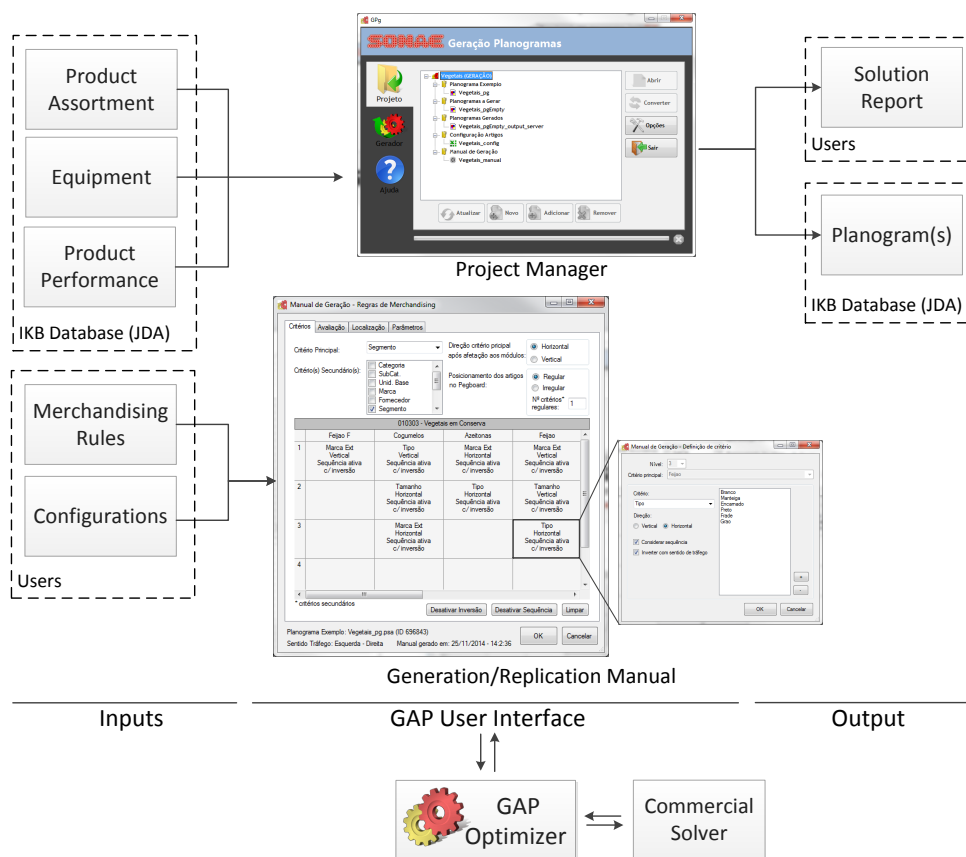 Product
Assortment
Equipment
Product
Performance
IKB Database (JDA)
Merchandising
Rules
Configurations
Users
GPg
SONAE Geração Planogramas
Projeto
Gerador
Ajuda
Vegetais (GERAÇÃO)
Planograma Exemplo
Vegetais_pg
Planogramas a Gerar
Vegetais_pgEmpty
Planogramas Gerados
Vegetais_pgEmpty_output_server
Configuração Artigos
Vegetais_config
Manual de Geração
Vegetais_manual
Abrir
Converter
Opções
Sair
Atualizar
Novo
Adicionar
Remover
Project Manager
Solution
Report
Users
Planogram(s)
IKB Database (JDA)
Manual de Geração - Regras de Merchandising
Critérios Avaliação Localização Parâmetros
Critério Principal: Segmento
Direção critério pricipal
após afetação aos módulos:
Horizontal
Vertical
Critério(s) Secundário(s):
Categoria
SubCat.
Unid. Base
Marca
Fornecedor
Segmento
Posicionamento dos artigos
no Pegboard:
Regular
Irregular
Nº critérios*
regulares: 1
010303 - Vegetais em Conserva
Feijao F Cogumelos Azeitonas Feijao
1
Marca Ext
Vertical
Sequência ativa
c/ inversão
Tipo
Vertical
Sequência ativa
c/ inversão
Marca Ext
Horizontal
Sequência ativa
c/ inversão
Marca Ext
Vertical
Sequência ativa
c/ inversão
2
Tamanho
Horizontal
Sequência ativa
c/ inversão
Tipo
Horizontal
Sequência ativa
c/ inversão
Tamanho
Vertical
Sequência ativa
c/ inversão
3
Marca Ext
Horizontal
Sequência ativa
c/ inversão
Tipo
Horizontal
Sequência ativa
c/ inversão
4
* critérios secundários
Desativar Inversão Desativar Sequência Limpar
Planograma Exemplo: Vegetais_pg.psa (ID 696843)
Sentido Tráfego: Esquerda - Direita Manual gerado em: 25/11/2014 - 14:2:36
OK Cancelar
Manual de Geração - Definição de critério
Nível: 3
Critério principal: Feijao
Critério:
Tipo
Direção:
Vertical Horizontal
Considerar sequência
Inverter com sentido de tráfego
Branco
Manteiga
Encarnado
Preto
Frade
Grao
+
-
OK Cancelar
Generation/Replication Manual
Inputs
GAP User Interface
Output
GAP
Optimizer
Commercial
Solver